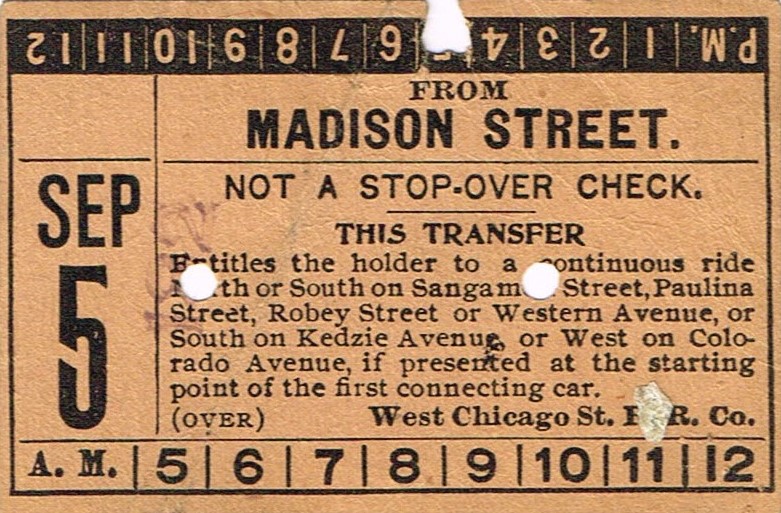 P.M. | 1 | 2 | 3 | 4 | 5 | 6 | 7 | 8 | 9 | 10 | 11 | 12
FROM
MADISON STREET.
SEP
5
NOT A STOP-OVER CHECK.
THIS TRANSFER
Entitles the holder to a continuous ride
North or South on Sangamon Street, Paulina
Street, Robey Street or Western Avenue, or
South on Kedzie Avenue, or West on Colo-
rado Avenue, if presented at the starting
point of the first connecting car.
(OVER) West Chicago St. R. R. Co.
A. M. | 5 | 6 | 7 | 8 | 9 | 10 | 11 | 12